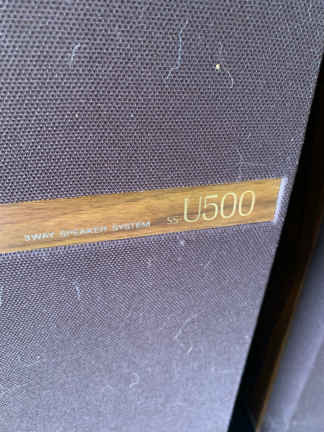 3WAY SPEAKER SYSTEM SS-U500